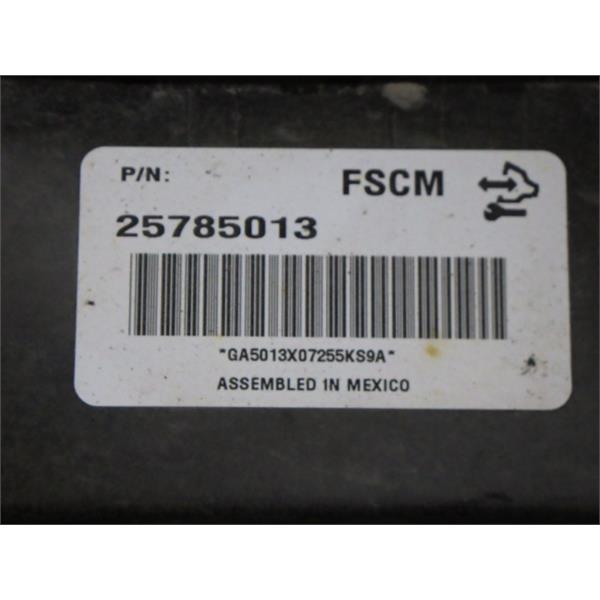 P/N: FSCM
25785013
"GA5013X07255KS9A"
ASSEMBLED IN MEXICO